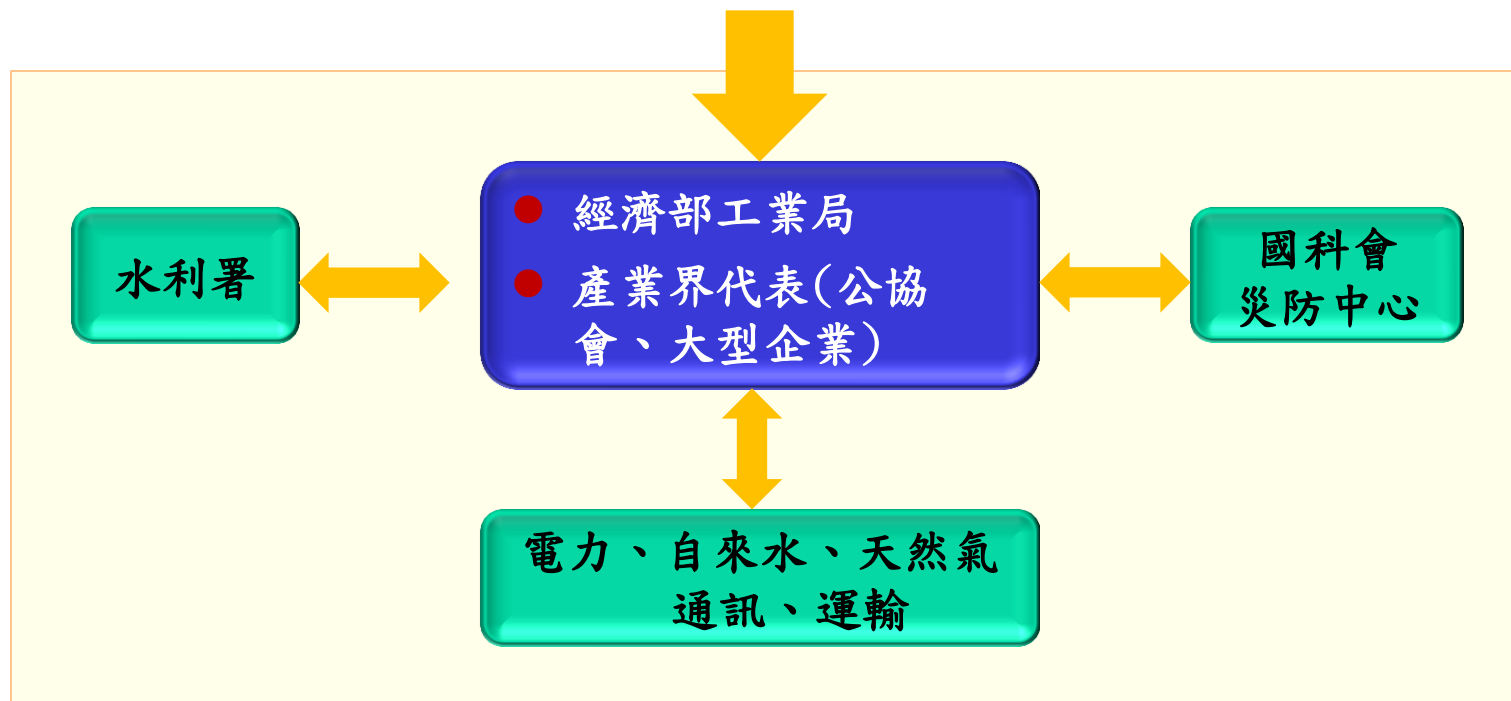 經濟部工業局
產業界代表(公協
會、大型企業)
水利署
國科會
災防中心
電力、自來水、天然氣
通訊、運輸